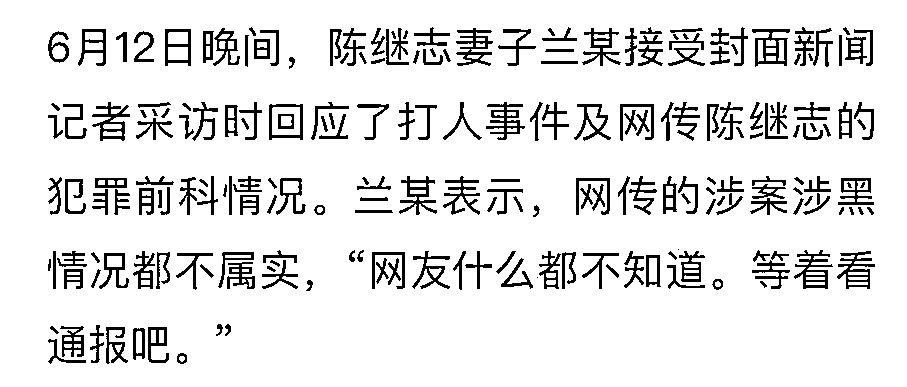 6月12日晚间，陈继志妻子兰某接受封面新闻
记者采访时回应了打人事件及网传陈继志的
犯罪前科情况。兰某表示，网传的涉案涉黑
情况都不属实，“网友什么都不知道。等着看
通报吧。”